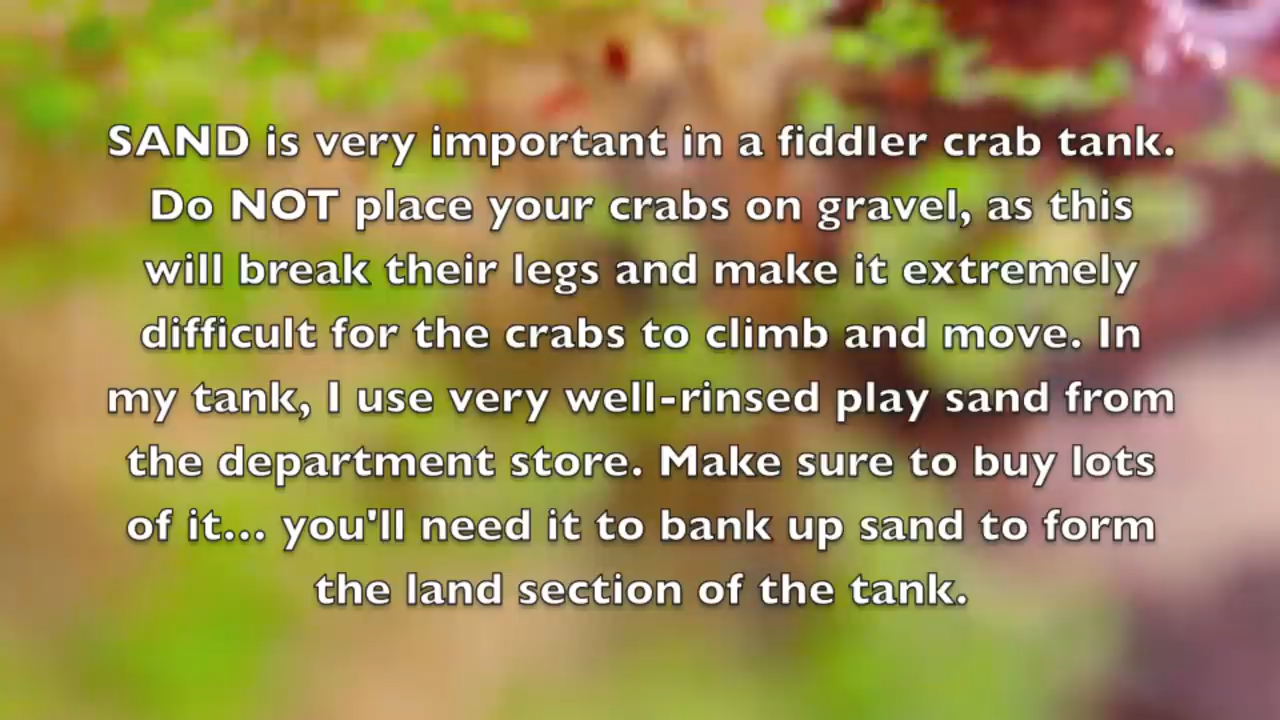 SAND is very important in a fiddler crab tank.
Do NOT place your crabs on gravel, as this
will break their legs and make it extremely
difficult for the crabs to climb and move. In
my tank, I use very well-rinsed play sand from
the department store. Make sure to buy lots
of it... you'll need it to bank up sand to form
the land section of the tank.